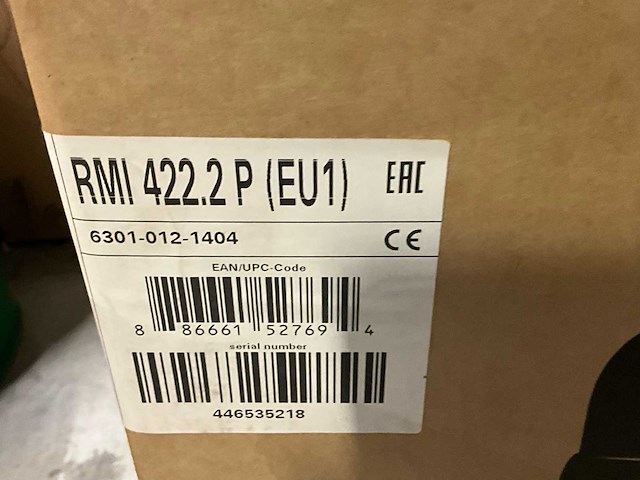 RMI 422.2 P (EU1) EAC
6301-012-1404 CE
EAN/UPC-Code
8 86661 52769 4
serial number
446535218